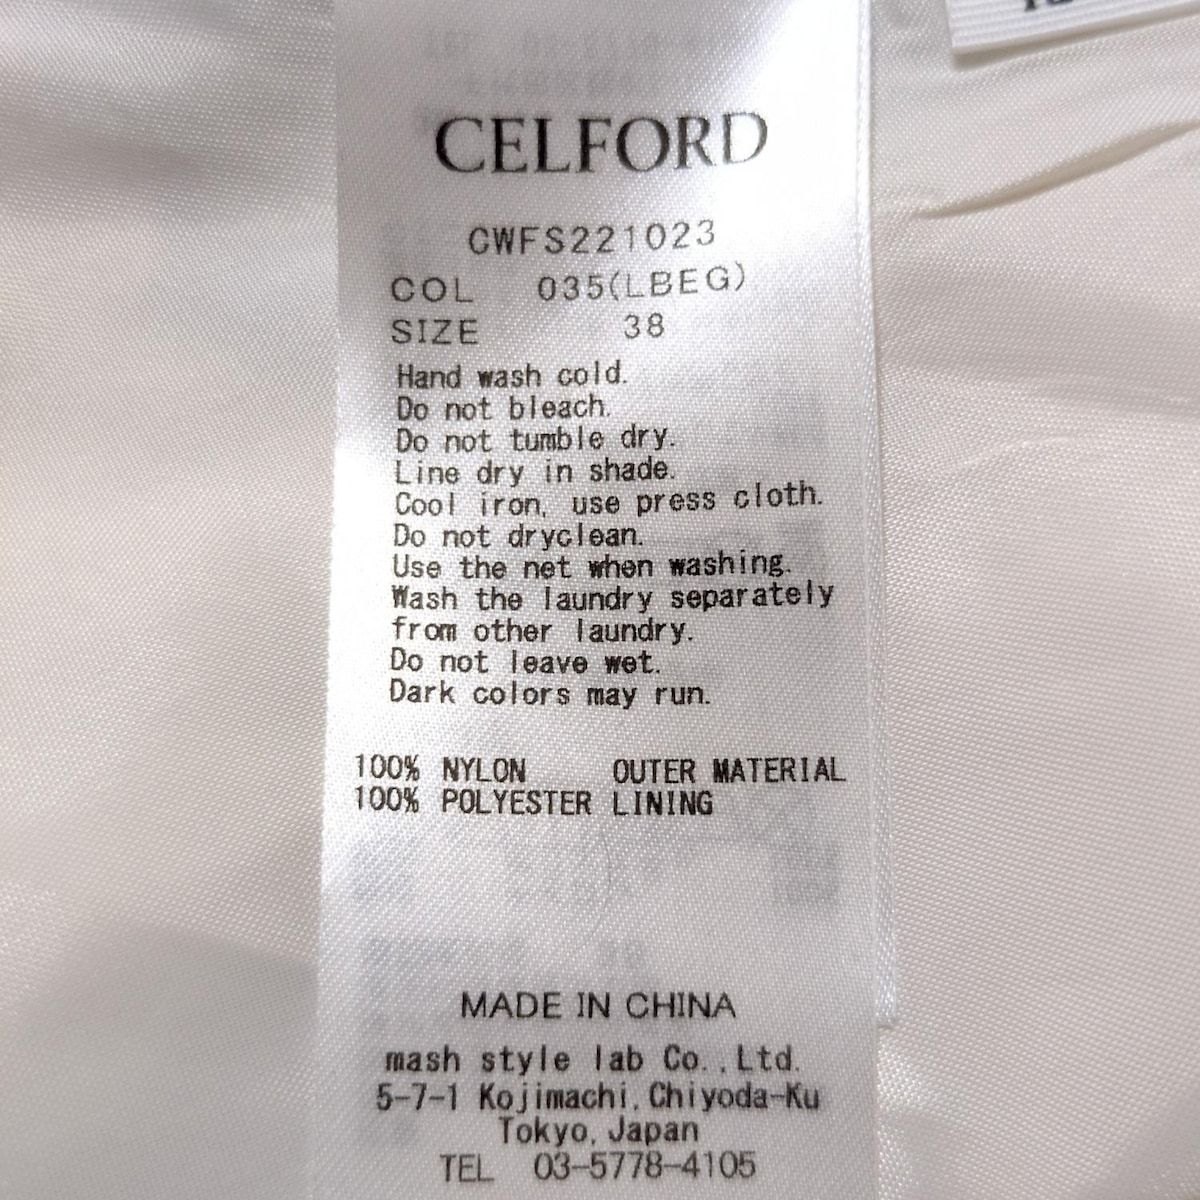 CELFORD
CWFS221023
COL 035(LBEG)
SIZE 38
Hand wash cold.
Do not bleach.
Do not tumble dry.
Line dry in shade.
Cool iron, use press cloth.
Do not dryclean.
Use the net when washing.
Wash the laundry separately
from other laundry.
Do not leave wet.
Dark colors may run.
100% NYLON OUTER MATERIAL
100% POLYESTER LINING
MADE IN CHINA
mash style lab Co.,Ltd.
5-7-1 Kojimachi,Chiyoda-Ku
Tokyo,Japan
TEL 03-5778-4105